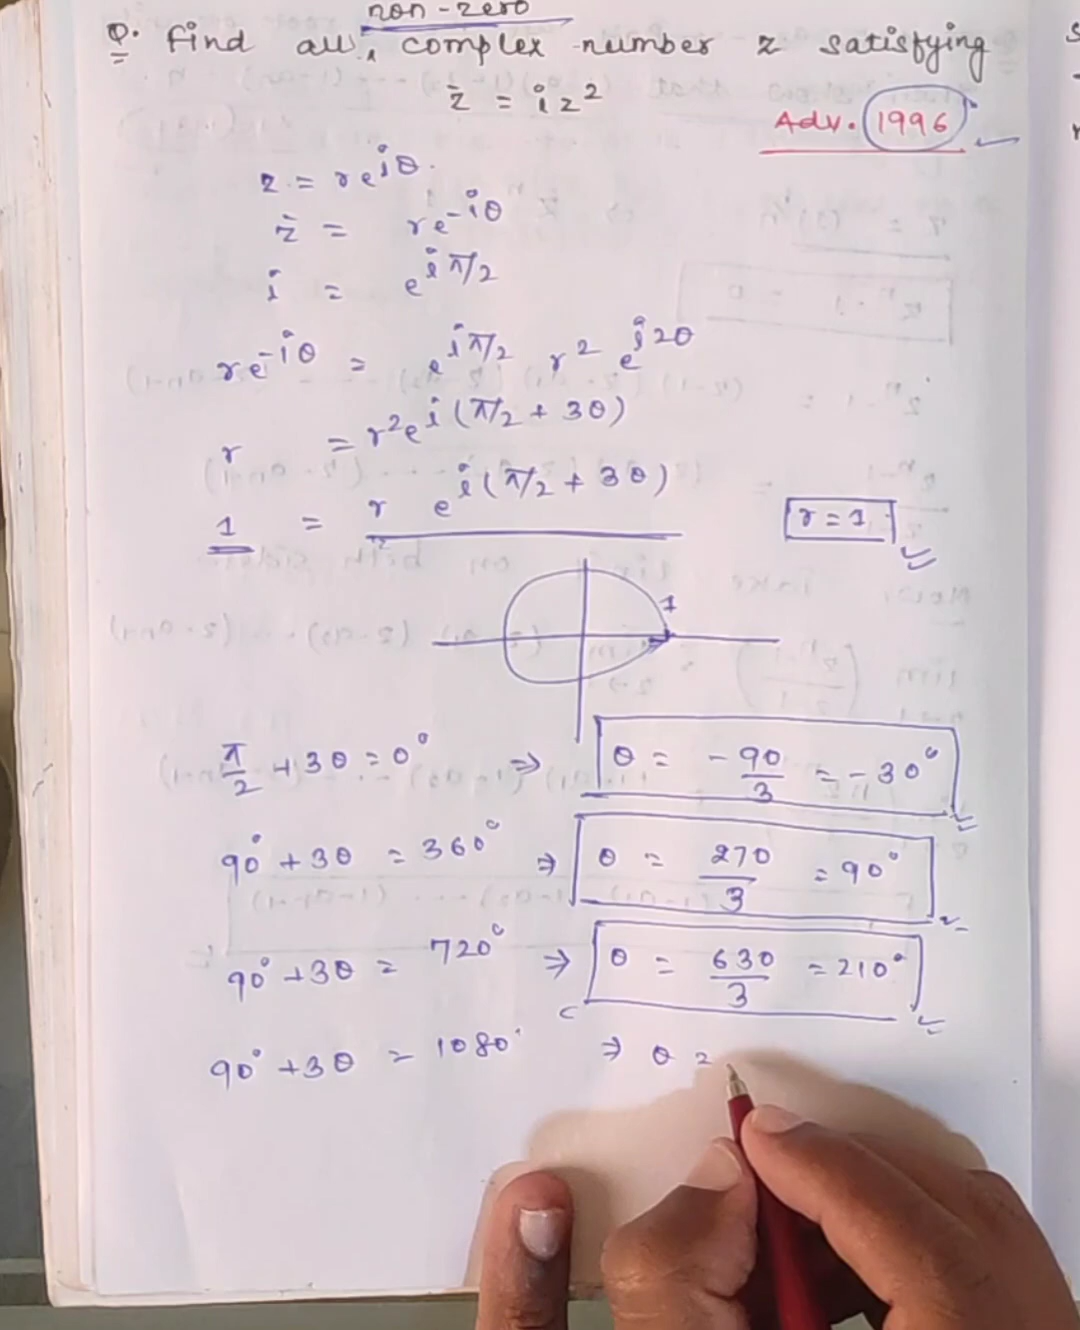 non-zero
Q. Find all complex number z satisfying
z̄ = iz²
Adv. 1996
z = re^iθ.
z̄ = re^-iθ
i = e^iπ/2
re^-iθ = e^iπ/2 r² e^i2θ
r = r²e^i(π/2 + 3θ)
1 = r e^i(π/2 + 3θ)
r = 1
1
π/2 + 3θ = 0° ⇒ θ = -90/3 = -30°
90° + 3θ = 360° ⇒ θ = 270/3 = 90°
90° + 3θ = 720° ⇒ θ = 630/3 = 210°
90° + 3θ = 1080° ⇒ θ =